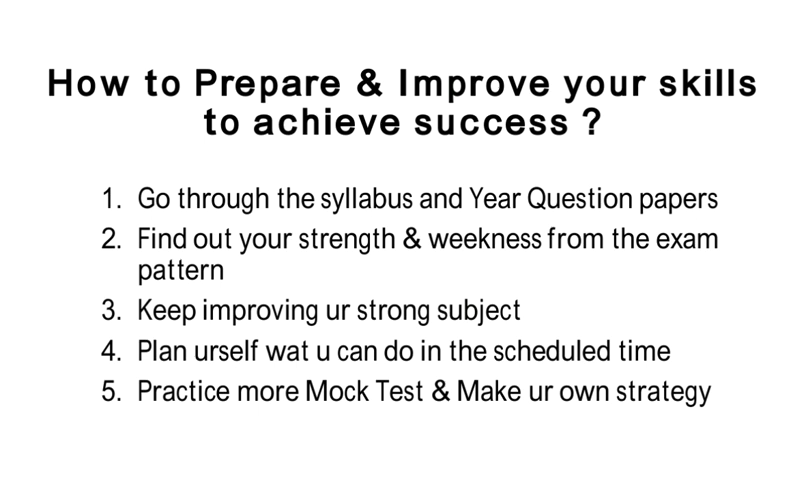 How to Prepare & Improve your skills
to achieve success ?
1. Go through the syllabus and Year Question papers
2. Find out your strength & weekness from the exam
pattern
3. Keep improving ur strong subject
4. Plan urself wat u can do in the scheduled time
5. Practice more Mock Test & Make ur own strategy